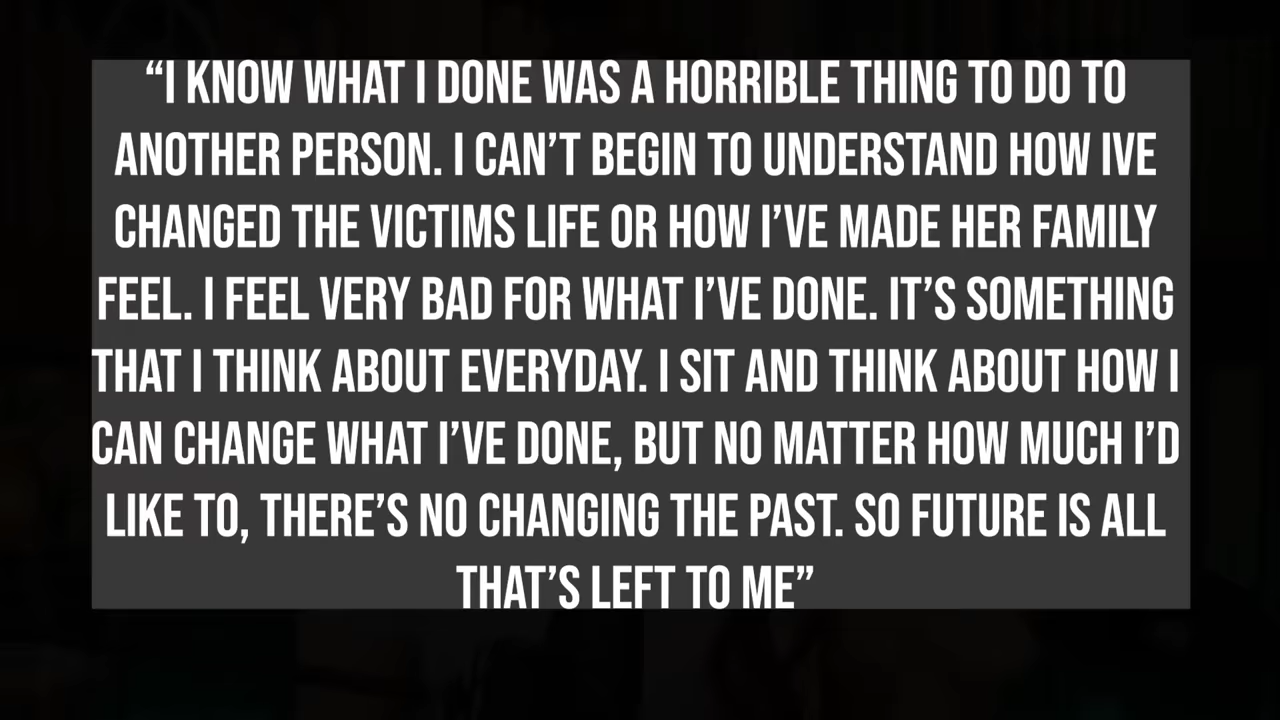 “I KNOW WHAT I DONE WAS A HORRIBLE THING TO DO TO
ANOTHER PERSON. I CAN’T BEGIN TO UNDERSTAND HOW IVE
CHANGED THE VICTIMS LIFE OR HOW I’VE MADE HER FAMILY
FEEL. I FEEL VERY BAD FOR WHAT I’VE DONE. IT’S SOMETHING
THAT I THINK ABOUT EVERYDAY. I SIT AND THINK ABOUT HOW I
CAN CHANGE WHAT I’VE DONE, BUT NO MATTER HOW MUCH I’D
LIKE TO, THERE’S NO CHANGING THE PAST. SO FUTURE IS ALL
THAT’S LEFT TO ME”